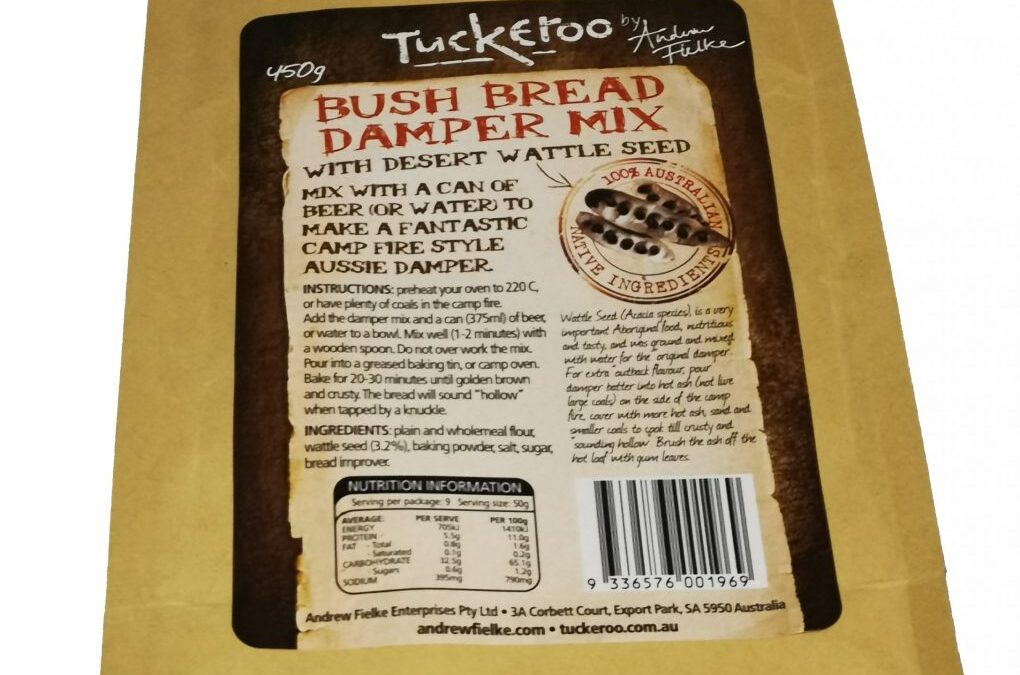 Tuckeroo by Andrew Fielke
450g
BUSH BREAD
DAMPER MIX
WITH DESERT WATTLE SEED
MIX WITH A CAN OF
BEER (OR WATER) TO
MAKE A FANTASTIC
CAMP FIRE STYLE
AUSSIE DAMPER.
100% AUSTRALIAN
NATIVE INGREDIENTS
INSTRUCTIONS: preheat your oven to 220 C,
or have plenty of coals in the camp fire.
Add the damper mix and a can (375ml) of beer,
or water to a bowl. Mix well (1-2 minutes) with
a wooden spoon. Do not over work the mix.
Pour into a greased baking tin, or camp oven.
Bake for 20-30 minutes until golden brown
and crusty. The bread will sound "hollow"
when tapped by a knuckle.
INGREDIENTS: plain and wholemeal flour,
wattle seed (3.2%), baking powder, salt, sugar,
bread improver.
Wattle Seed (Acacia species), is a very
important Aboriginal food, nutritious
and tasty, and was ground and mixed
with water for the "original" damper.
For extra "outback" flavour, pour
damper batter into hot ash (not live
large coals) on the side of the camp
fire, cover with more hot ash, sand and
smaller coals to cook till crusty and
"sounding hollow". Brush the ash off the
hot loaf with gum leaves.
NUTRITION INFORMATION
Serving per package: 9 Serving size: 50g
AVERAGE: PER SERVE PER 100g
ENERGY 705kJ 1410kJ
PROTEIN 5.5g 11.0g
FAT - Total 0.8g 1.6g
- Saturated 0.1g 0.2g
CARBOHYDRATE 32.5g 65.1g
- Sugars 0.6g 1.2g
SODIUM 395mg 790mg
9 336576 001969
Andrew Fielke Enterprises Pty Ltd • 3A Corbett Court, Export Park, SA 5950 Australia
andrewfielke.com • tuckeroo.com.au